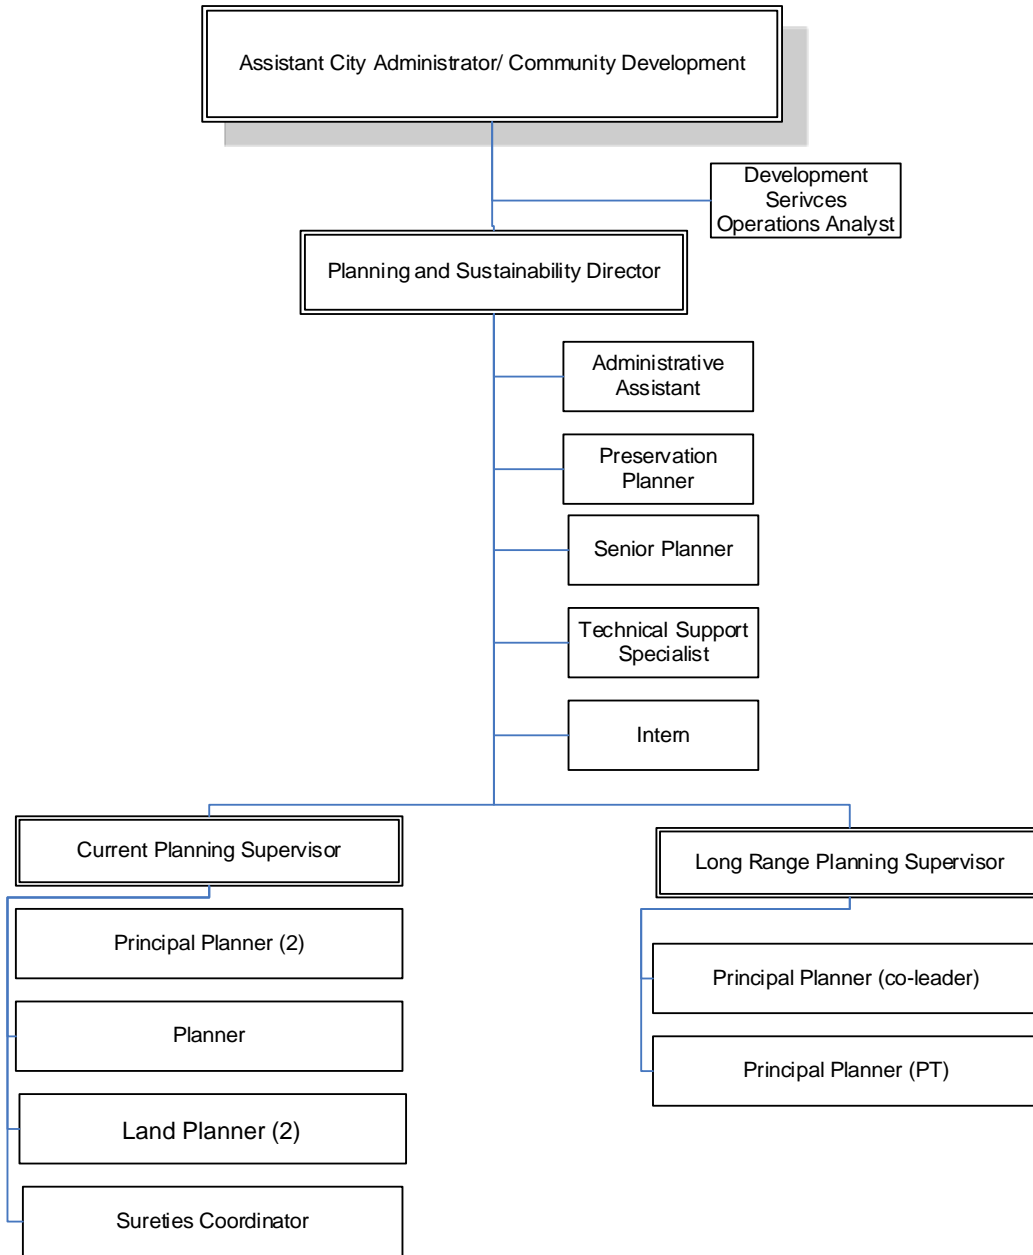 Assistant City Administrator/ Community Development
Development
Serivces
Operations Analyst
Planning and Sustainability Director
Administrative
Assistant
Preservation
Planner
Senior Planner
Technical Support
Specialist
Intern
Current Planning Supervisor
Principal Planner (2)
Planner
Land Planner (2)
Sureties Coordinator
Long Range Planning Supervisor
Principal Planner (co-leader)
Principal Planner (PT)